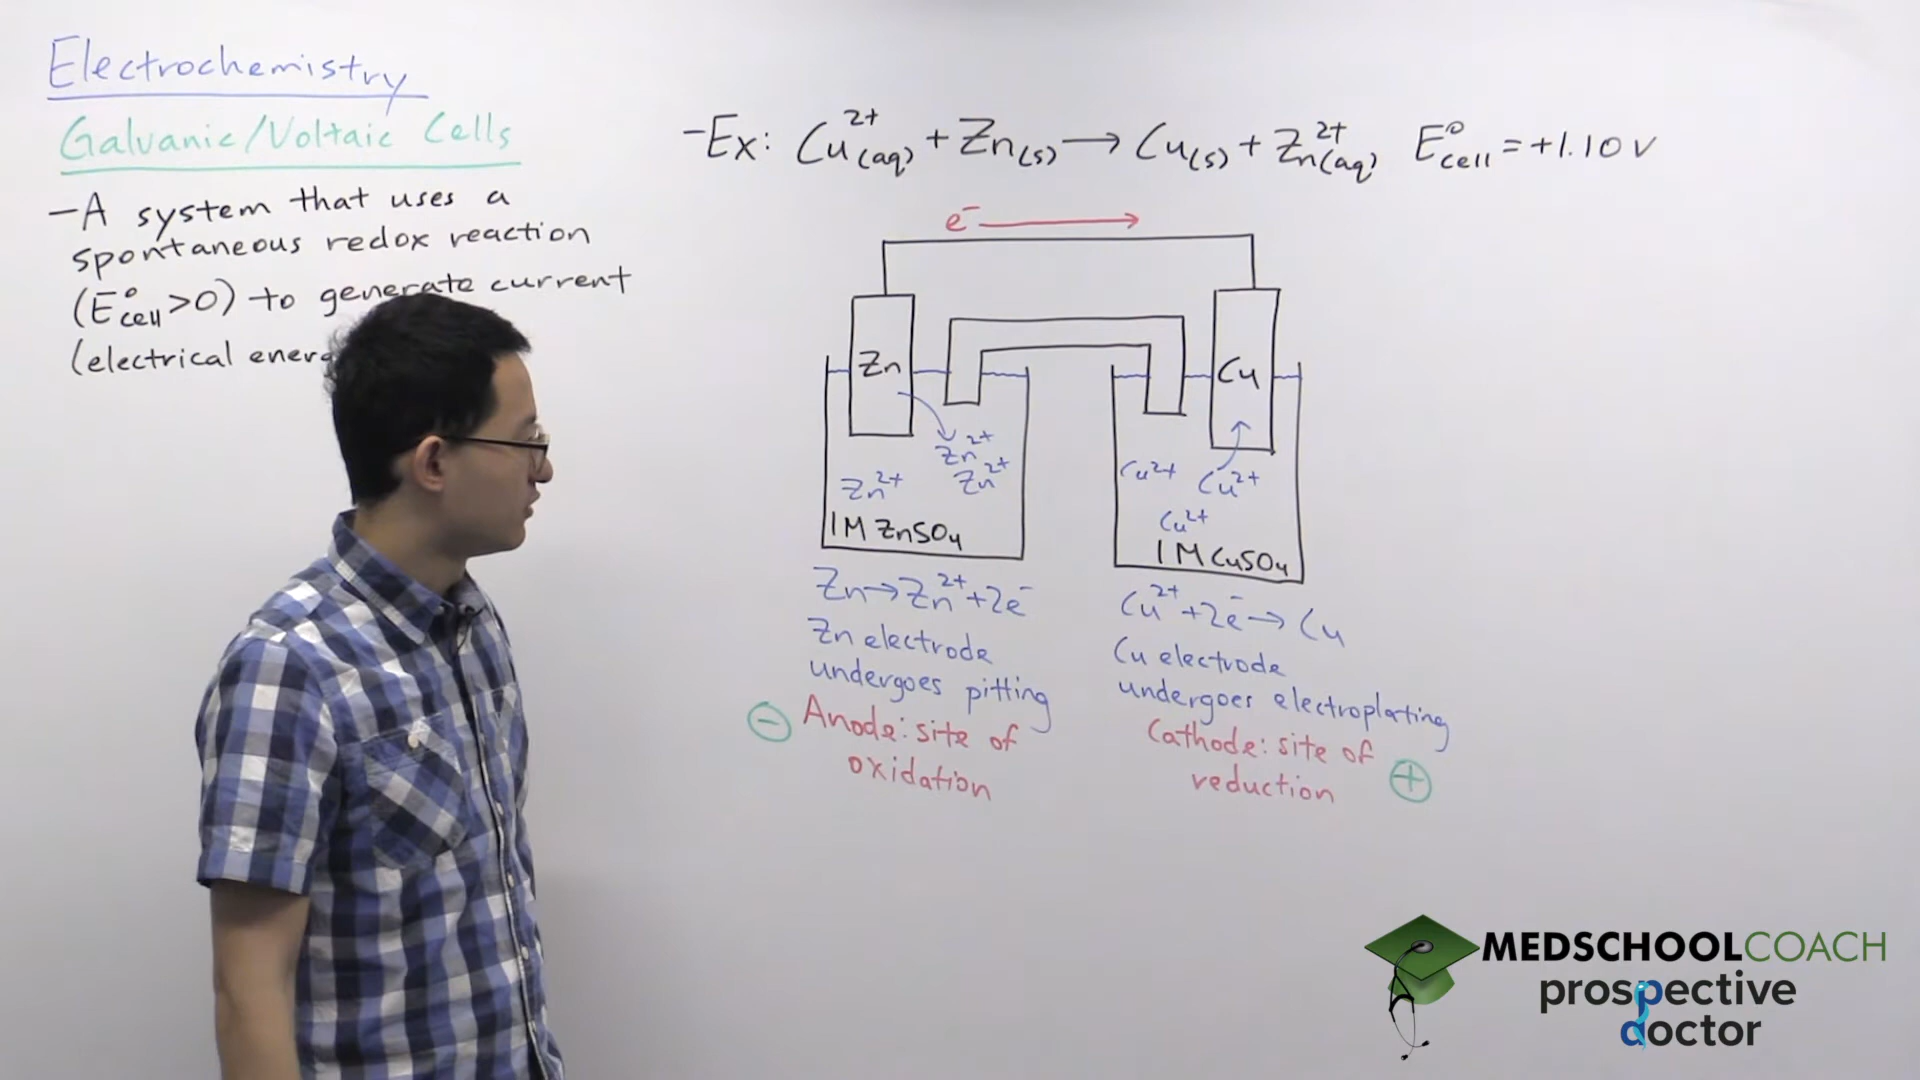 Electrochemistry
Galvanic/Voltaic Cells
-A system that uses a
spontaneous redox reaction
(E°cell>0) to generate current
(electrical
-Ex: Cu²⁺(aq) + Zn(s) → Cu(s) + Zn²⁺(aq) E°cell = +1.10 V
e⁻ →
Zn
Cu
Zn²⁺
Zn²⁺
Zn²⁺
1M ZnSO₄
Cu²⁺ Cu²⁺
Cu²⁺
1M CuSO₄
Zn→Zn²⁺+2e⁻
Zn electrode
undergoes pitting
⊖ Anode: site of
oxidation
Cu²⁺+2e⁻→Cu
Cu electrode
undergoes electroplating
Cathode: site of
reduction ⊕
MEDSCHOOLCOACH
prospective
doctor